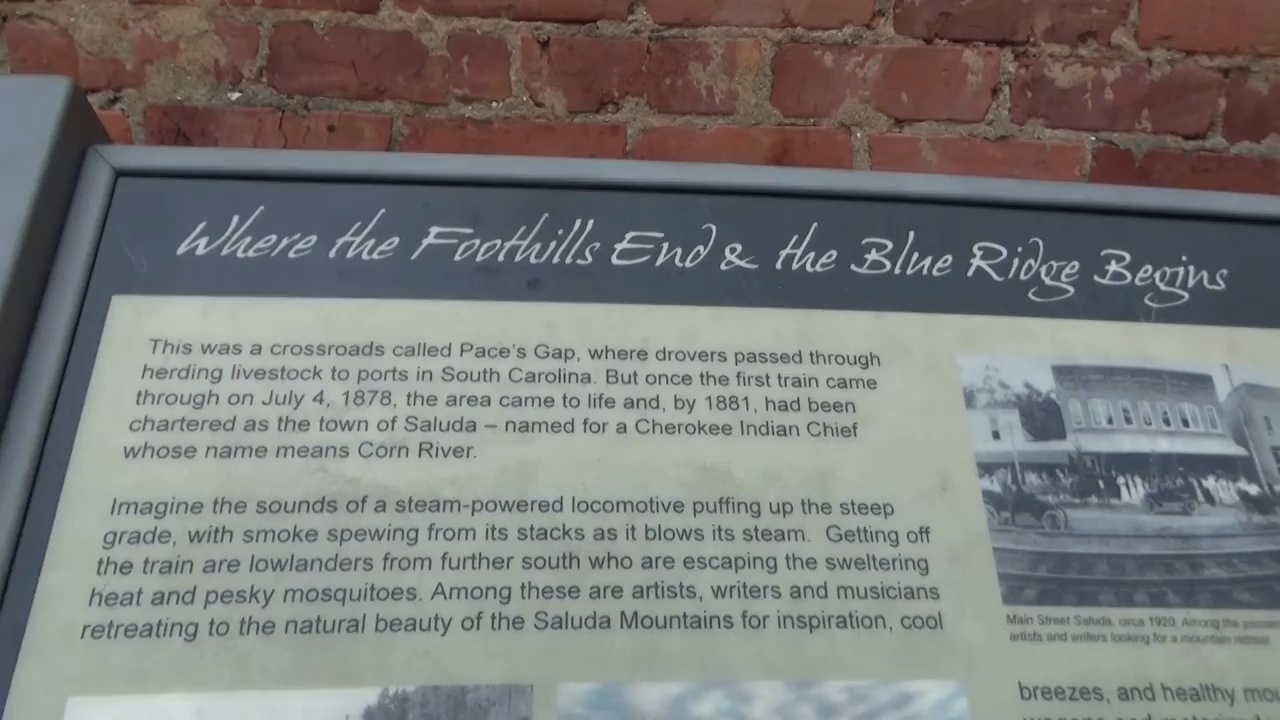 Where the Foothills End & the Blue Ridge Begins
This was a crossroads called Pace's Gap, where drovers passed through
herding livestock to ports in South Carolina. But once the first train came
through on July 4, 1878, the area came to life and, by 1881, had been
chartered as the town of Saluda – named for a Cherokee Indian Chief
whose name means Corn River.
Imagine the sounds of a steam-powered locomotive puffing up the steep
grade, with smoke spewing from its stacks as it blows its steam. Getting off
the train are lowlanders from further south who are escaping the sweltering
heat and pesky mosquitoes. Among these are artists, writers and musicians
retreating to the natural beauty of the Saluda Mountains for inspiration, cool
Main Street Saluda, circa 1920. Among the
artists and writers looking for a mountain retreat.
breezes, and healthy